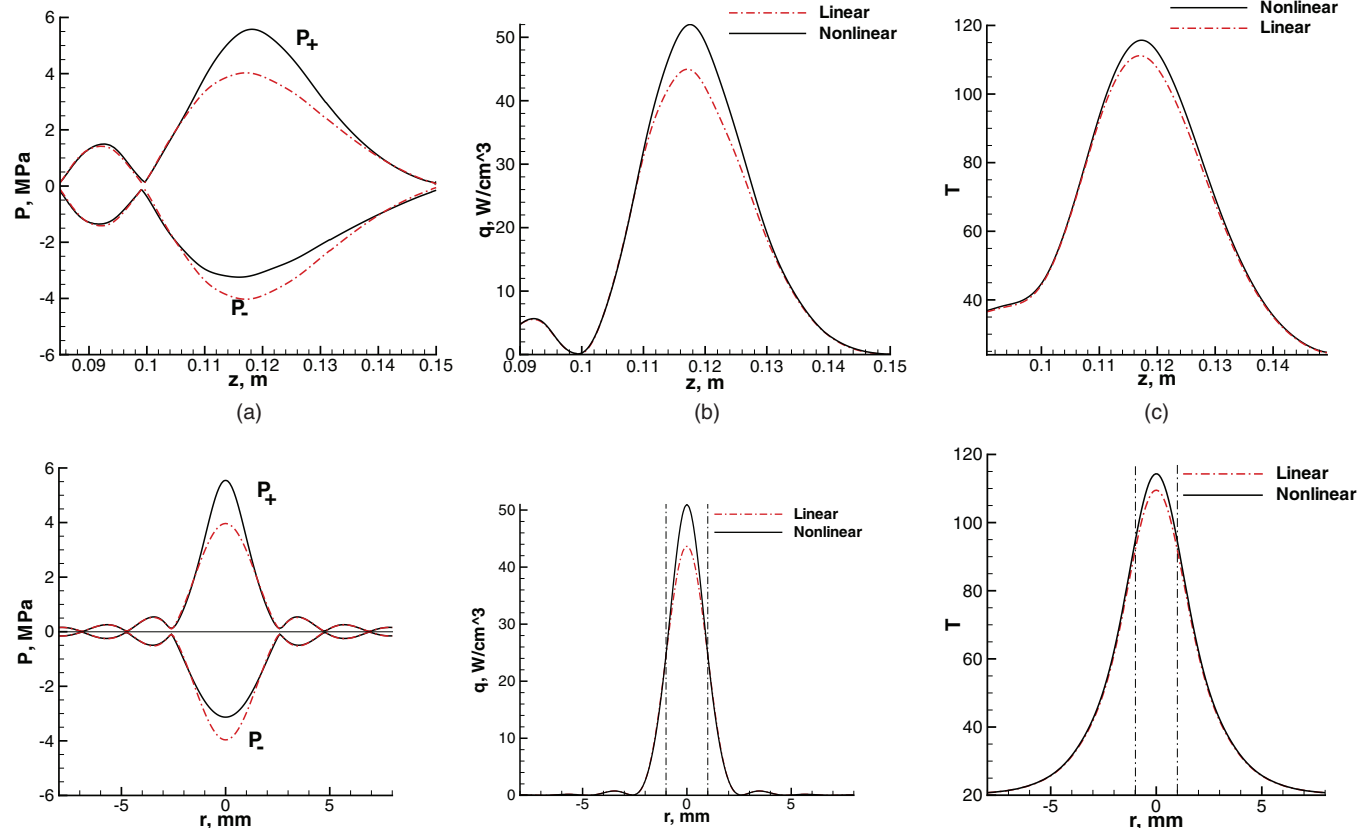 6
4
2
0
-2
-4
-6
P, MPa
P+
P-
0.09 0.1 0.11 0.12 0.13 0.14 0.15
z, m
(a)
Linear
Nonlinear
50
40
30
20
10
0
q, W/cm^3
0.09 0.1 0.11 0.12 0.13 0.14 0.15
z, m
(b)
Nonlinear
Linear
120
100
80
60
40
T
0.1 0.11 0.12 0.13 0.14
z, m
(c)
6
4
2
0
-2
-4
-6
P, MPa
P+
P-
-5 0 5
r, mm
Linear
Nonlinear
50
40
30
20
10
0
q, W/cm^3
-5 0 5
r, mm
Linear
Nonlinear
120
100
80
60
40
20
T
-5 0 5
r, mm